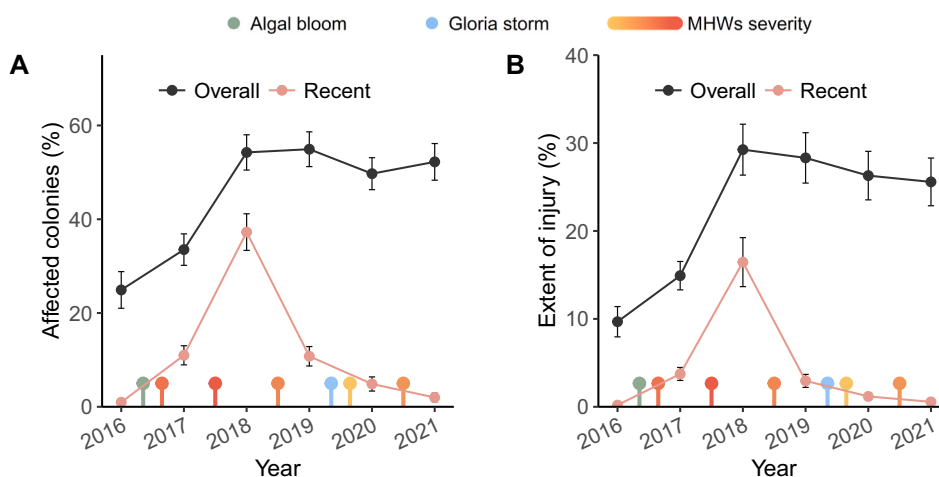 Algal bloom Gloria storm MHWs severity
A
Overall Recent
Affected colonies (%)
60
40
20
0
2016 2017 2018 2019 2020 2021
Year
B
Overall Recent
Extent of injury (%)
40
30
20
10
0
2016 2017 2018 2019 2020 2021
Year